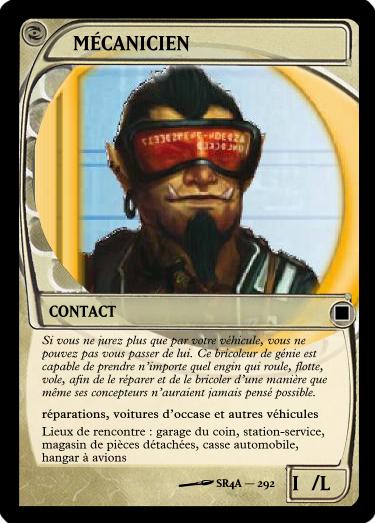 MÉCANICIEN
CONTACT
Si vous ne jurez plus que par votre véhicule, vous ne
pouvez pas vous passer de lui. Ce bricoleur de génie est
capable de prendre n'importe quel engin qui roule, flotte,
vole, afin de le réparer et de le bricoler d'une manière que
même ses concepteurs n'auraient jamais pensé possible.
réparations, voitures d'occase et autres véhicules
Lieux de rencontre : garage du coin, station-service,
magasin de pièces détachées, casse automobile,
hangar à avions
SR4A — 292
I /L